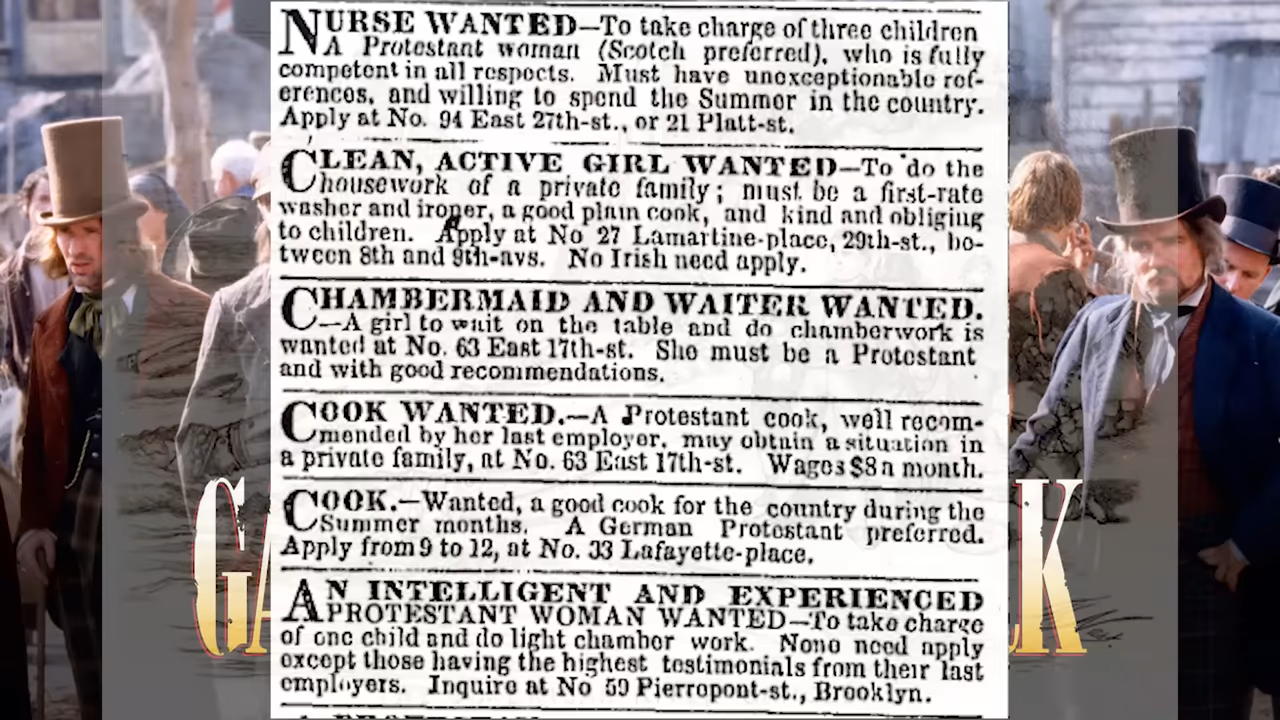 NURSE WANTED—To take charge of three children
A Protestant woman (Scotch preferred), who is fully
competent in all respects. Must have unexceptionable ref-
erences, and willing to spend the Summer in the country.
Apply at No. 94 East 27th-st., or 21 Platt-st.
CLEAN, ACTIVE GIRL WANTED—To do the
housework of a private family; must be a first-rate
washer and ironer, a good plain cook, and kind and obliging
to children. Apply at No 27 Lamartine-place, 29th-st., be-
tween 8th and 9th-avs. No Irish need apply.
CHAMBERMAID AND WAITER WANTED.
—A girl to wait on the table and do chamberwork is
wanted at No. 63 East 17th-st. She must be a Protestant
and with good recommendations.
COOK WANTED.—A Protestant cook, well recom-
mended by her last employer, may obtain a situation in
a private family, at No. 63 East 17th-st. Wages $8 a month.
COOK.—Wanted, a good cook for the country during the
Summer months. A German Protestant preferred.
Apply from 9 to 12, at No. 33 Lafayette-place.
AN INTELLIGENT AND EXPERIENCED
PROTESTANT WOMAN WANTED—To take charge
of one child and do light chamber work. None need apply
except those having the highest testimonials from their last
employers. Inquire at No 59 Pierropont-st., Brooklyn.
GA
K